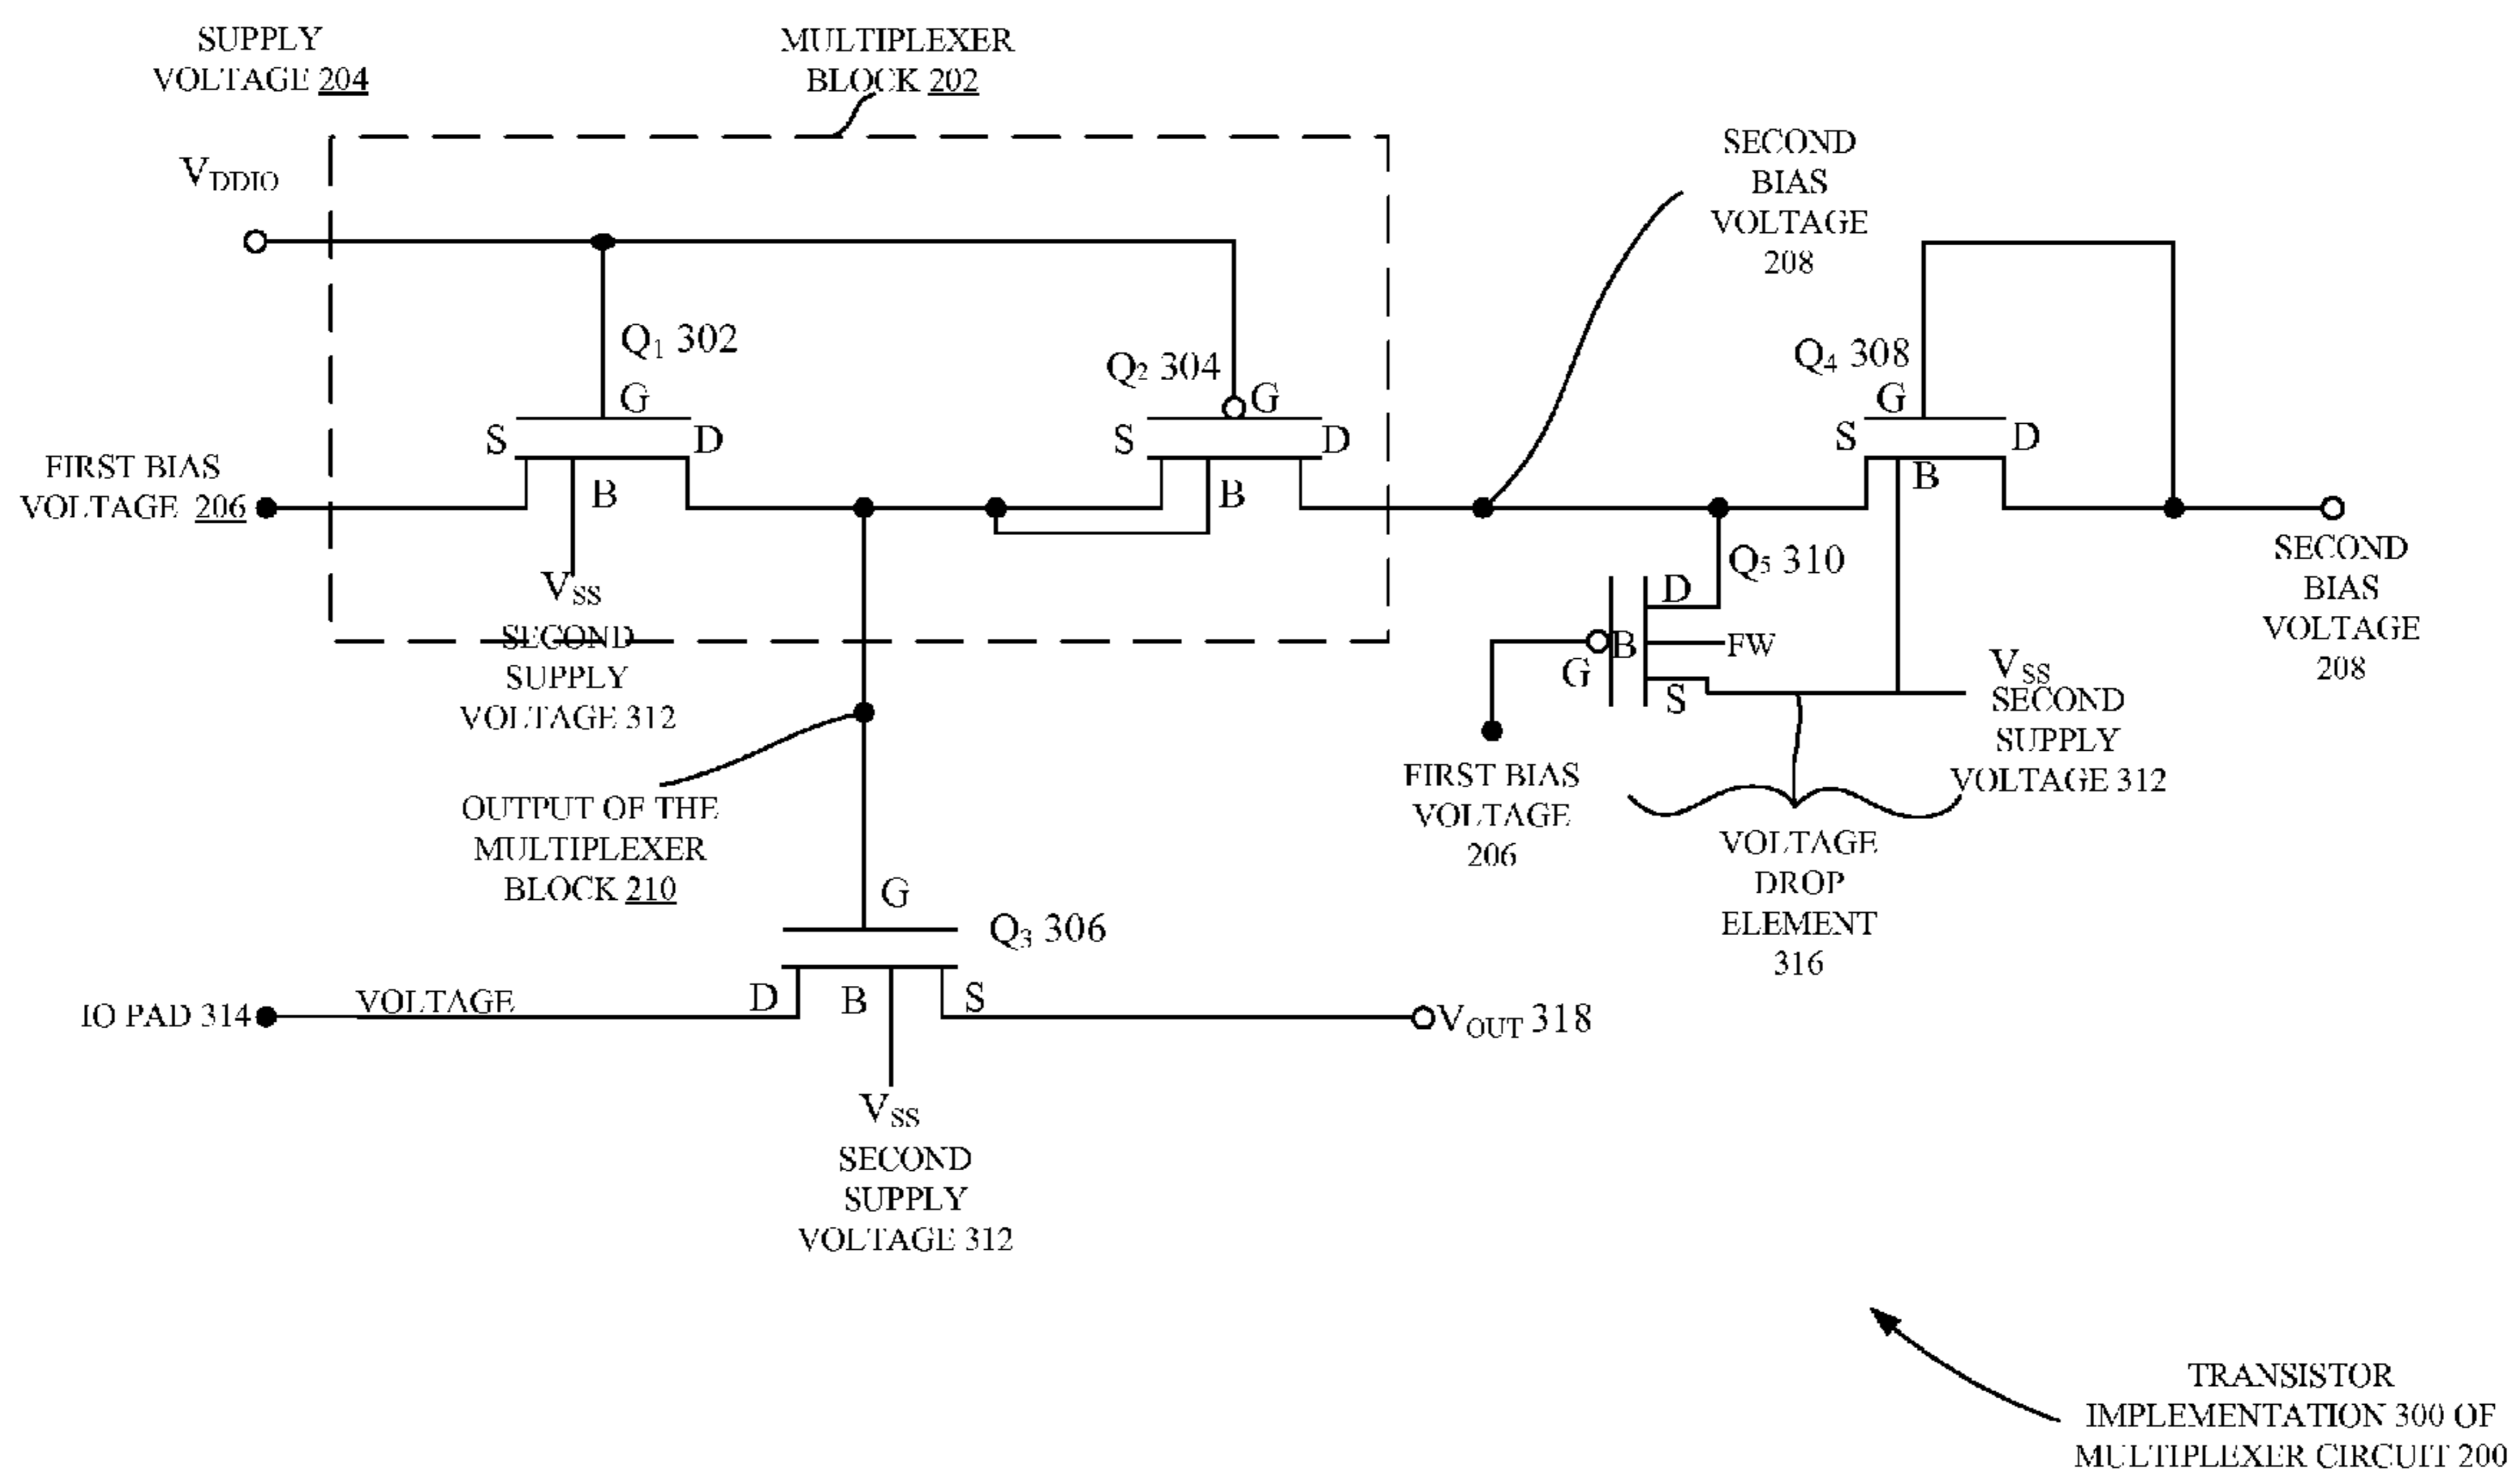 SUPPLY
VOLTAGE 204
MULTIPLEXER
BLOCK 202
V_DDIO
SECOND
BIAS
VOLTAGE
208
Q1 302
G
S
D
B
VSS
SECOND
SUPPLY
VOLTAGE 312
FIRST BIAS
VOLTAGE 206
Q2 304
G
S
D
B
Q4 308
G
S
D
B
SECOND
BIAS
VOLTAGE
208
Q5 310
D
B
FW
G
S
VSS
SECOND
SUPPLY
VOLTAGE 312
FIRST BIAS
VOLTAGE
206
VOLTAGE
DROP
ELEMENT
316
OUTPUT OF THE
MULTIPLEXER
BLOCK 210
G
Q3 306
IO PAD 314
VOLTAGE
D
B
S
VOUT 318
VSS
SECOND
SUPPLY
VOLTAGE 312
TRANSISTOR
IMPLEMENTATION 300 OF
MULTIPLEXER CIRCUIT 200